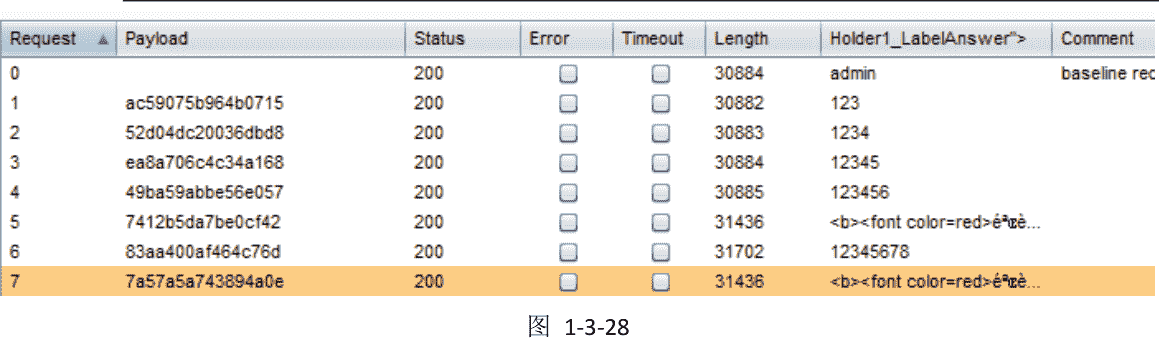 Request Payload Status Error Timeout Length Holder1_LabelAnswer"> Comment
0 200 30884 admin baseline rec
1 ac59075b964b0715 200 30882 123
2 52d04dc20036dbd8 200 30883 1234
3 ea8a706c4c34a168 200 30884 12345
4 49ba59abbe56e057 200 30885 123456
5 7412b5da7be0cf42 200 31436 <b><font color=red>éªœè...
6 83aa400af464c76d 200 31702 12345678
7 7a57a5a743894a0e 200 31436 <b><font color=red>éªœè...
图 1-3-28